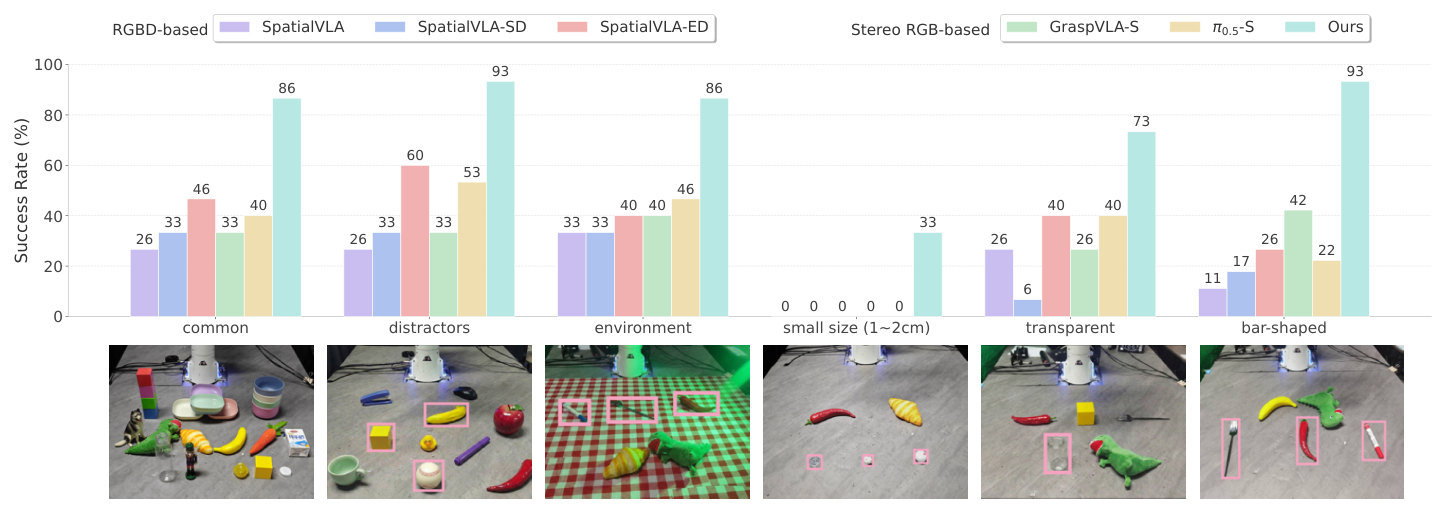 RGBD-based SpatialVLA SpatialVLA-SD SpatialVLA-ED
Stereo RGB-based GraspVLA-S π0.5-S Ours
Success Rate (%)
100
80
60
40
20
0
26 33 46 33 40 86
26 33 60 33 53 93
33 33 40 40 46 86
0 0 0 0 0 33
26 6 40 26 40 73
11 17 26 42 22 93
common distractors environment small size (1~2cm) transparent bar-shaped